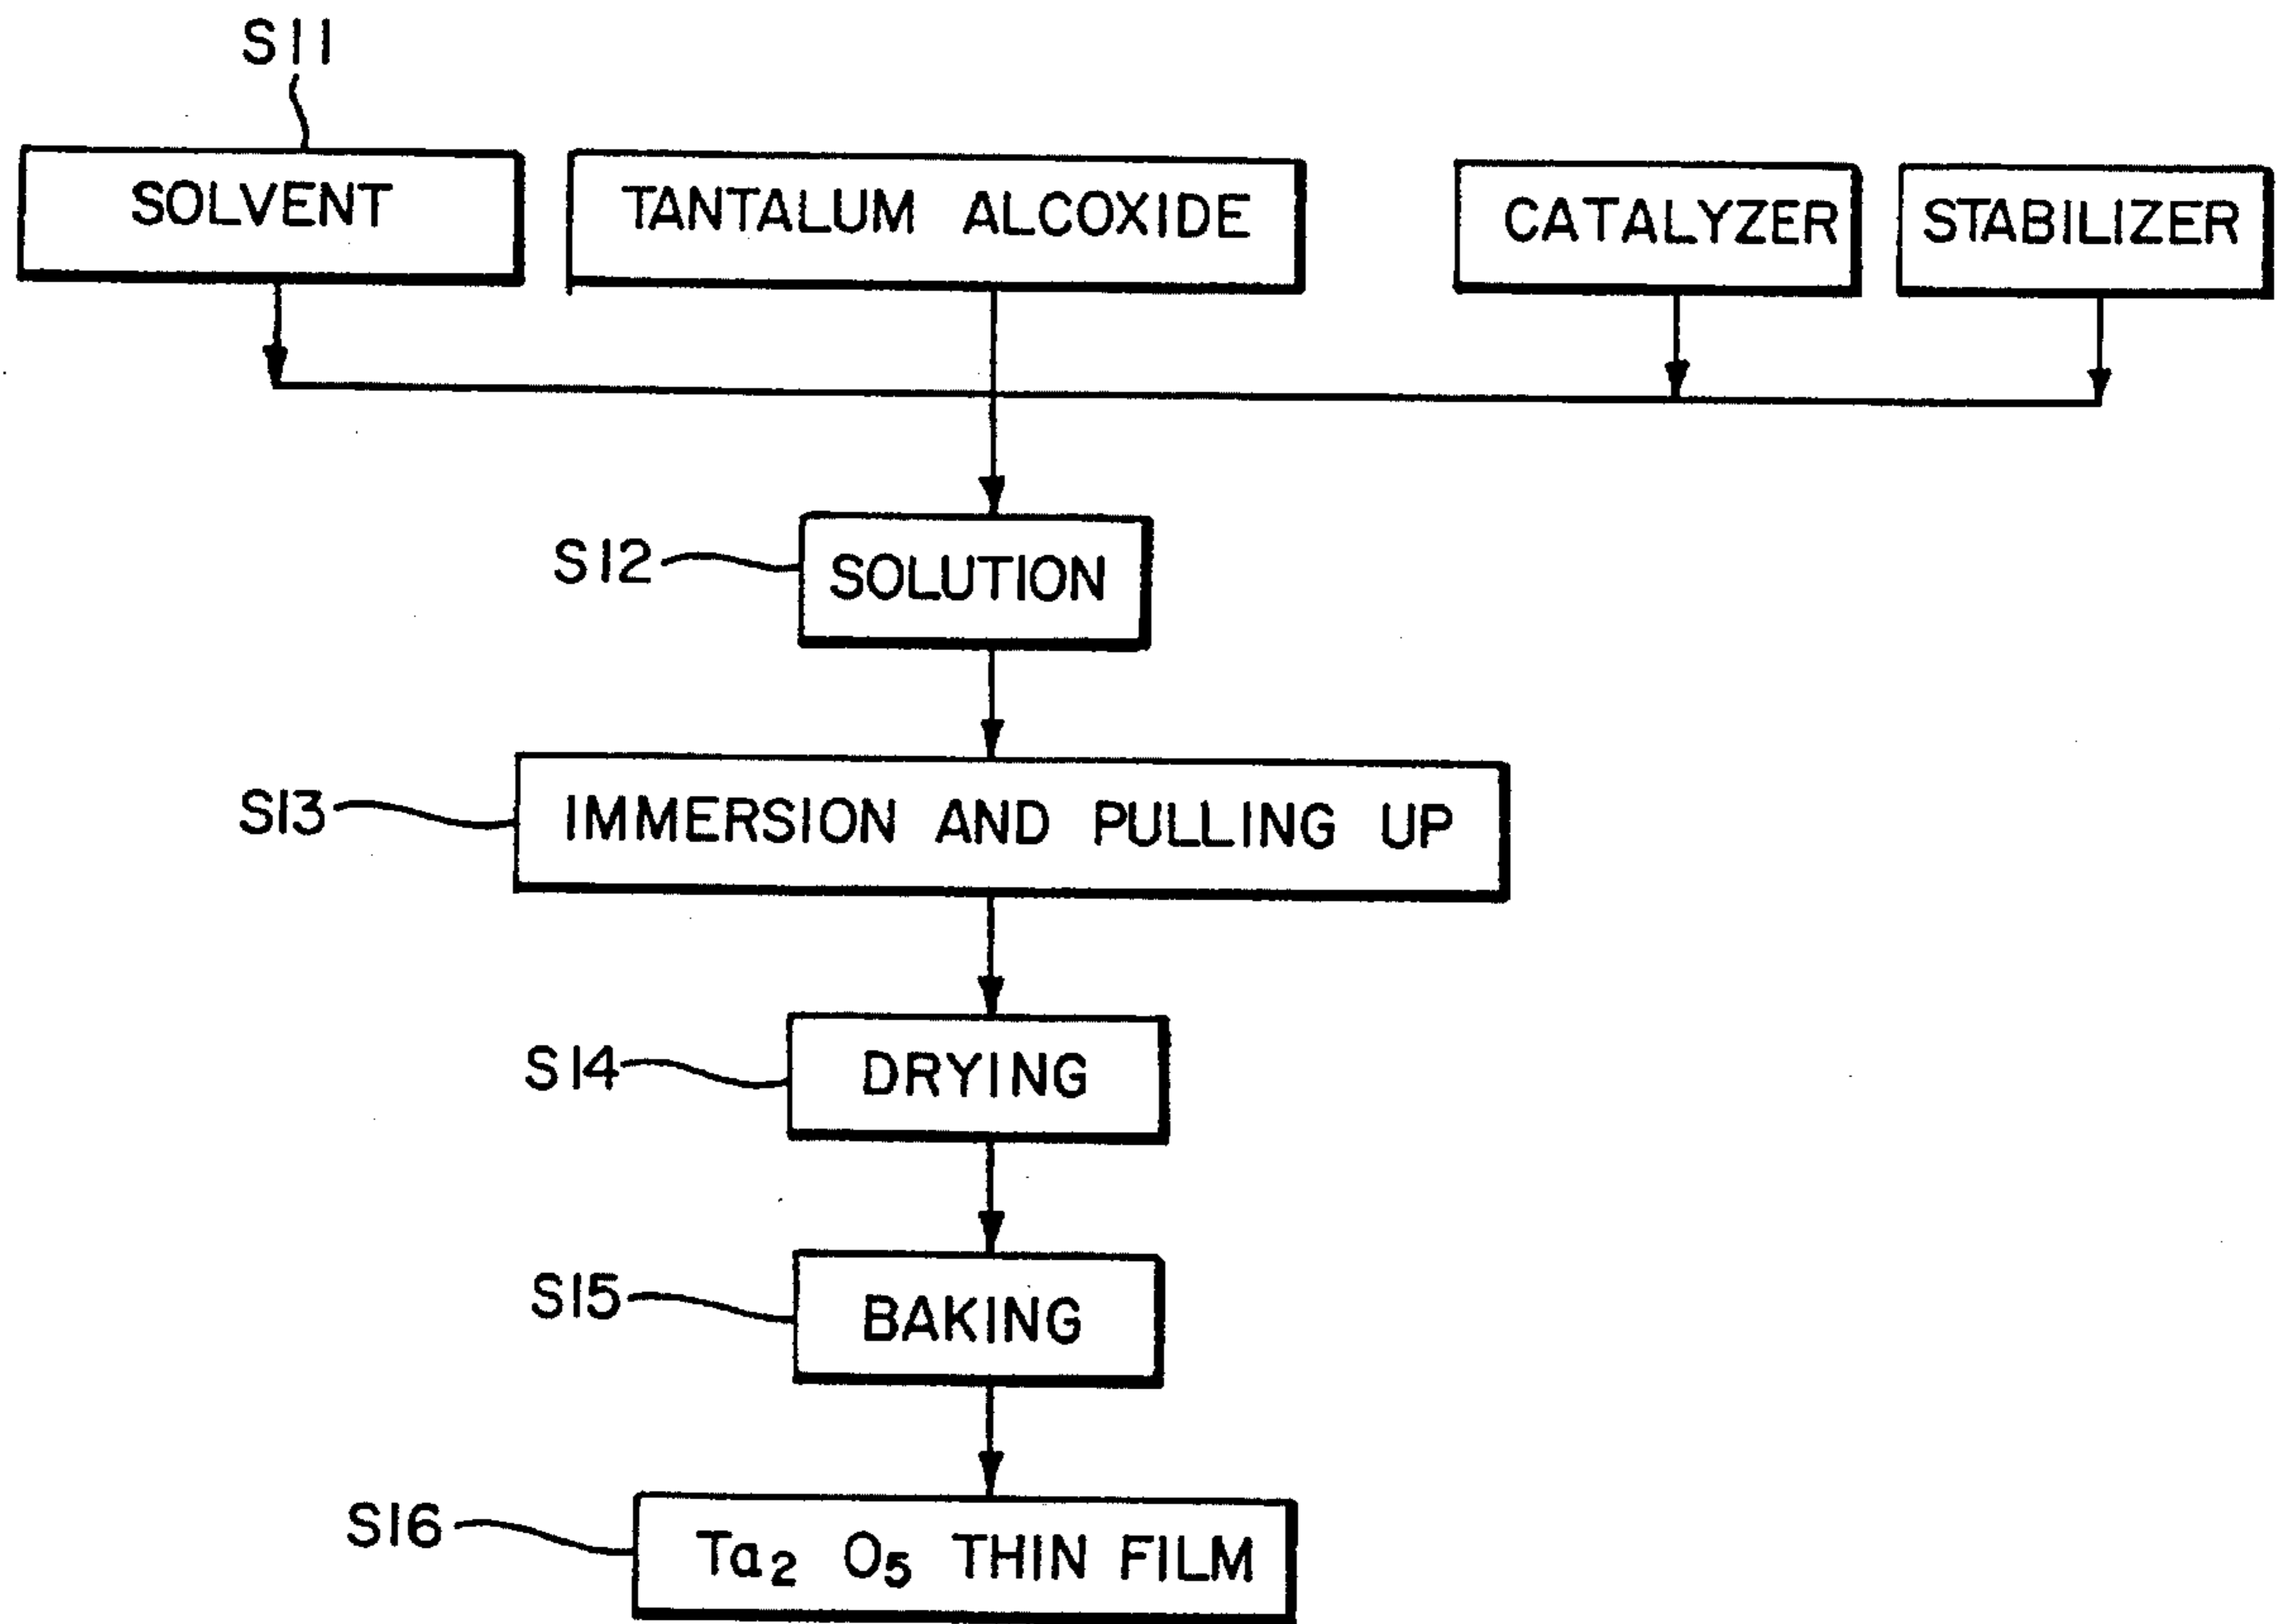 S11
SOLVENT
TANTALUM ALCOXIDE
CATALYZER
STABILIZER
S12
SOLUTION
S13
IMMERSION AND PULLING UP
S14
DRYING
S15
BAKING
S16
Ta₂ O₅ THIN FILM